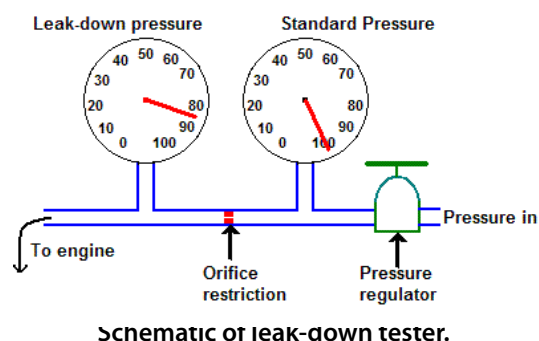 Leak-down pressure
Standard Pressure
0 10 20 30 40 50 60 70 80 90 100
0 10 20 30 40 50 60 70 80 90 100
Pressure in
To engine
Orifice
restriction
Pressure
regulator
Schematic of leak-down tester.